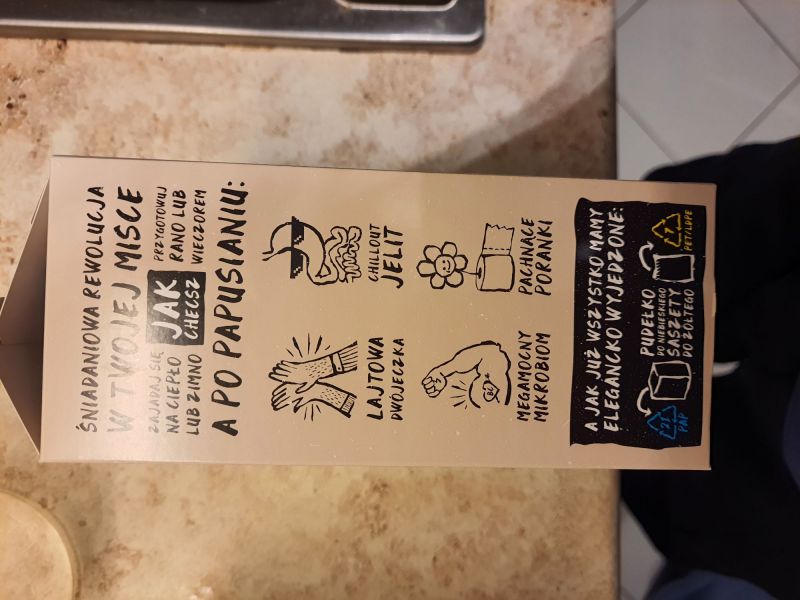 ŚNIADANIOWA REWOLUCJA
W TWOJEJ MISCE
ZAJADAJ SIĘ
NA CIEPŁO
LUB ZIMNO
JAK
CHECSZ
PRZYGOTOWUJ
RANO LUB
WIECZOREM
A PO PAPUSIANIU:
LAJTOWA
DWÓJECZKA
CHILLOUT
JELIT
MEGAMOCNY
MIKROBIOM
PACHNĄCE
PORANKI
A JAK JUŻ WSZYSTKO MAMY
ELEGANCKO WYJEDZONE:
21
PAP
PUDEŁKO
DO NIEBIESKIEGO
SASZETY
DO ŻÓŁTEGO
7
PET/LDPE